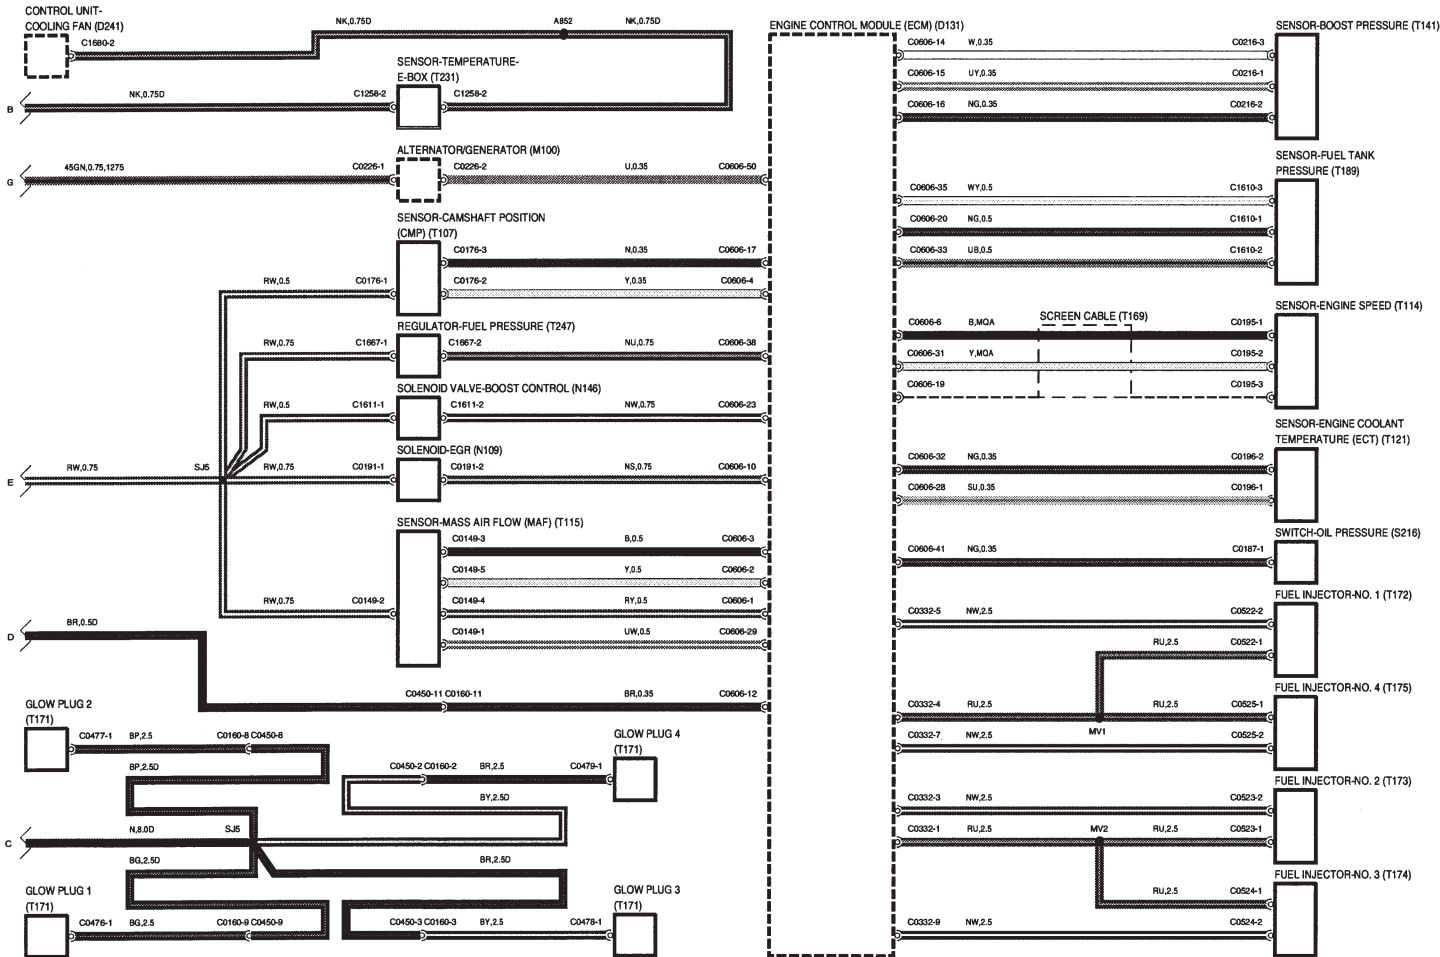 CONTROL UNIT-
COOLING FAN (D241)
C1680-2
NK,0.75D
A852
NK,0.75D
SENSOR-TEMPERATURE-
E-BOX (T231)
B
NK,0.75D
C1258-2
C1258-2
ALTERNATOR/GENERATOR (M100)
G
45GN,0.75,1275
C0226-1
C0226-2
U,0.35
C0606-50
SENSOR-CAMSHAFT POSITION
(CMP) (T107)
C0176-3
N,0.35
C0606-17
RW,0.5
C0176-1
C0176-2
Y,0.35
C0606-4
REGULATOR-FUEL PRESSURE (T247)
RW,0.75
C1667-1
C1667-2
NU,0.75
C0606-38
SOLENOID VALVE-BOOST CONTROL (N146)
RW,0.5
C1611-1
C1611-2
NW,0.75
C0606-23
SOLENOID-EGR (N109)
E
RW,0.75
SJ5
RW,0.75
C0191-1
C0191-2
NS,0.75
C0606-10
SENSOR-MASS AIR FLOW (MAF) (T115)
C0149-3
B,0.5
C0606-3
C0149-5
Y,0.5
C0606-2
RW,0.75
C0149-2
C0149-4
RY,0.5
C0606-1
C0149-1
UW,0.5
C0606-29
D
BR,0.5D
C0450-11 C0160-11
BR,0.35
C0606-12
GLOW PLUG 2
(T171)
C0477-1
BP,2.5
C0160-8 C0450-8
BP,2.5D
GLOW PLUG 4
(T171)
C0450-2 C0160-2
BR,2.5
C0479-1
BY,2.5D
C
N,8.0D
SJ5
BG,2.5D
BR,2.5D
GLOW PLUG 1
(T171)
C0476-1
BG,2.5
C0160-9 C0450-9
GLOW PLUG 3
(T171)
C0450-3 C0160-3
BY,2.5
C0478-1
ENGINE CONTROL MODULE (ECM) (D131)
SENSOR-BOOST PRESSURE (T141)
C0606-14
W,0.35
C0216-3
C0606-15
UY,0.35
C0216-1
C0606-16
NG,0.35
C0216-2
SENSOR-FUEL TANK
PRESSURE (T189)
C0606-35
WY,0.5
C1610-3
C0606-20
NG,0.5
C1610-1
C0606-33
UB,0.5
C1610-2
SENSOR-ENGINE SPEED (T114)
C0606-6
B,MQA
SCREEN CABLE (T169)
C0195-1
C0606-31
Y,MQA
C0195-2
C0606-19
C0195-3
SENSOR-ENGINE COOLANT
TEMPERATURE (ECT) (T121)
C0606-32
NG,0.35
C0196-2
C0606-28
SU,0.35
C0196-1
SWITCH-OIL PRESSURE (S216)
C0606-41
NG,0.35
C0187-1
FUEL INJECTOR-NO. 1 (T172)
C0332-5
NW,2.5
C0522-2
RU,2.5
C0522-1
FUEL INJECTOR-NO. 4 (T175)
C0332-4
RU,2.5
RU,2.5
C0525-1
MV1
C0332-7
NW,2.5
C0525-2
FUEL INJECTOR-NO. 2 (T173)
C0332-3
NW,2.5
C0523-2
C0332-1
RU,2.5
MV2
RU,2.5
C0523-1
FUEL INJECTOR-NO. 3 (T174)
RU,2.5
C0524-1
C0332-9
NW,2.5
C0524-2